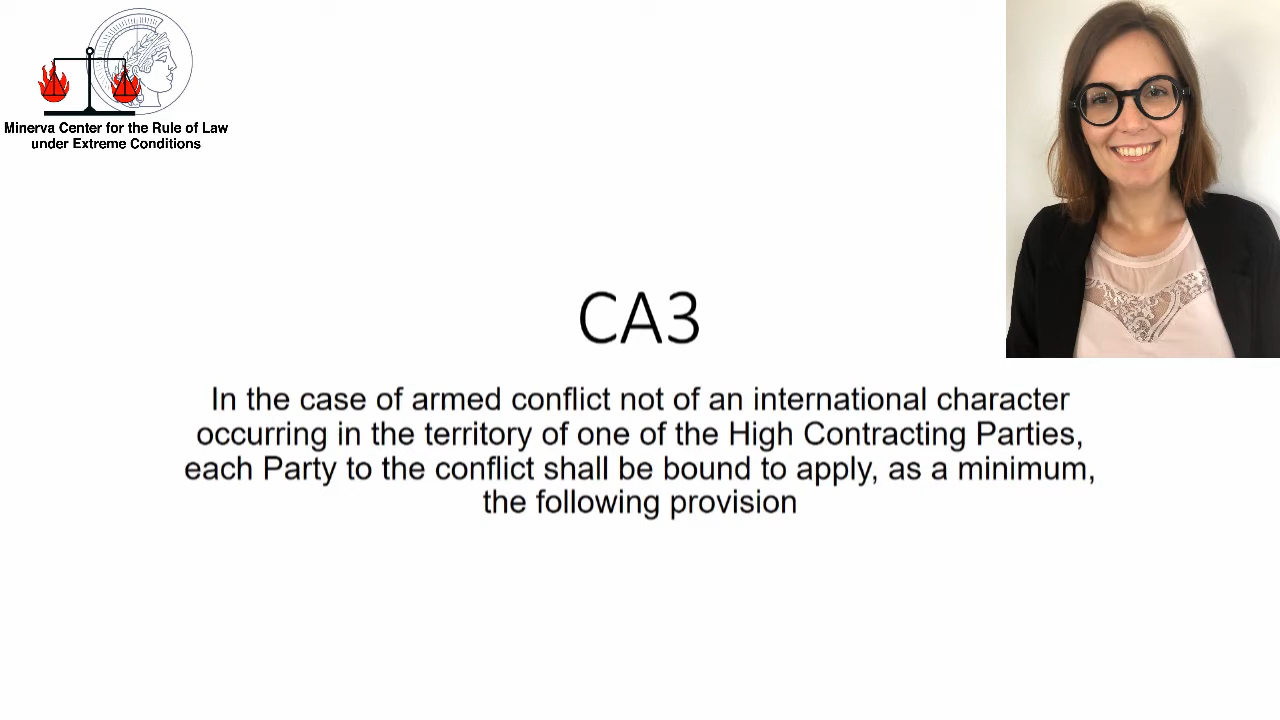 Minerva Center for the Rule of Law
under Extreme Conditions
CA3
In the case of armed conflict not of an international character
occurring in the territory of one of the High Contracting Parties,
each Party to the conflict shall be bound to apply, as a minimum,
the following provision